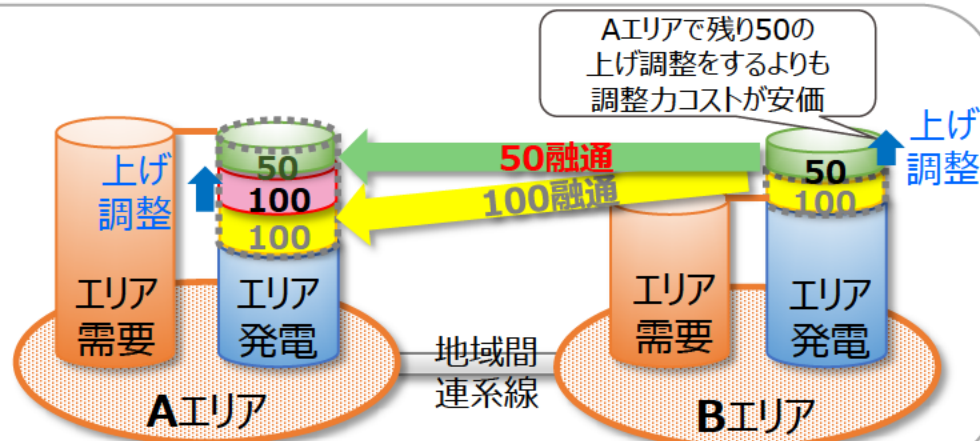 Aエリアで残り50の
上げ調整をするよりも
調整力コストが安価
上げ
調整
50
100
100
50融通
100融通
50
100
上げ
調整
エリア
需要
エリア
発電
エリア
需要
エリア
発電
地域間
連系線
Aエリア
Bエリア